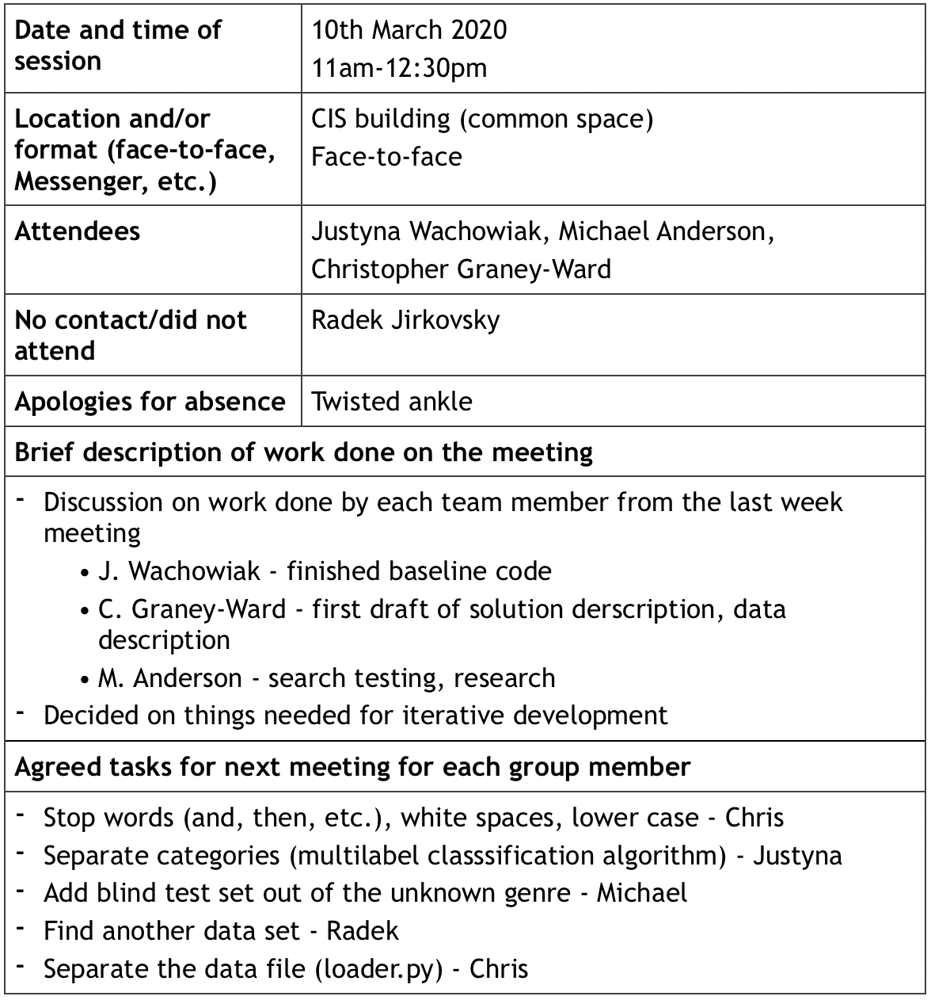 Date and time of
session
10th March 2020
11am-12:30pm
Location and/or
format (face-to-face,
Messenger, etc.)
CIS building (common space)
Face-to-face
Attendees
Justyna Wachowiak, Michael Anderson,
Christopher Graney-Ward
No contact/did not
attend
Radek Jirkovsky
Apologies for absence
Twisted ankle
Brief description of work done on the meeting
- Discussion on work done by each team member from the last week
meeting
• J. Wachowiak - finished baseline code
• C. Graney-Ward - first draft of solution derscription, data
description
• M. Anderson - search testing, research
- Decided on things needed for iterative development
Agreed tasks for next meeting for each group member
- Stop words (and, then, etc.), white spaces, lower case - Chris
- Separate categories (multilabel classsification algorithm) - Justyna
- Add blind test set out of the unknown genre - Michael
- Find another data set - Radek
- Separate the data file (loader.py) - Chris